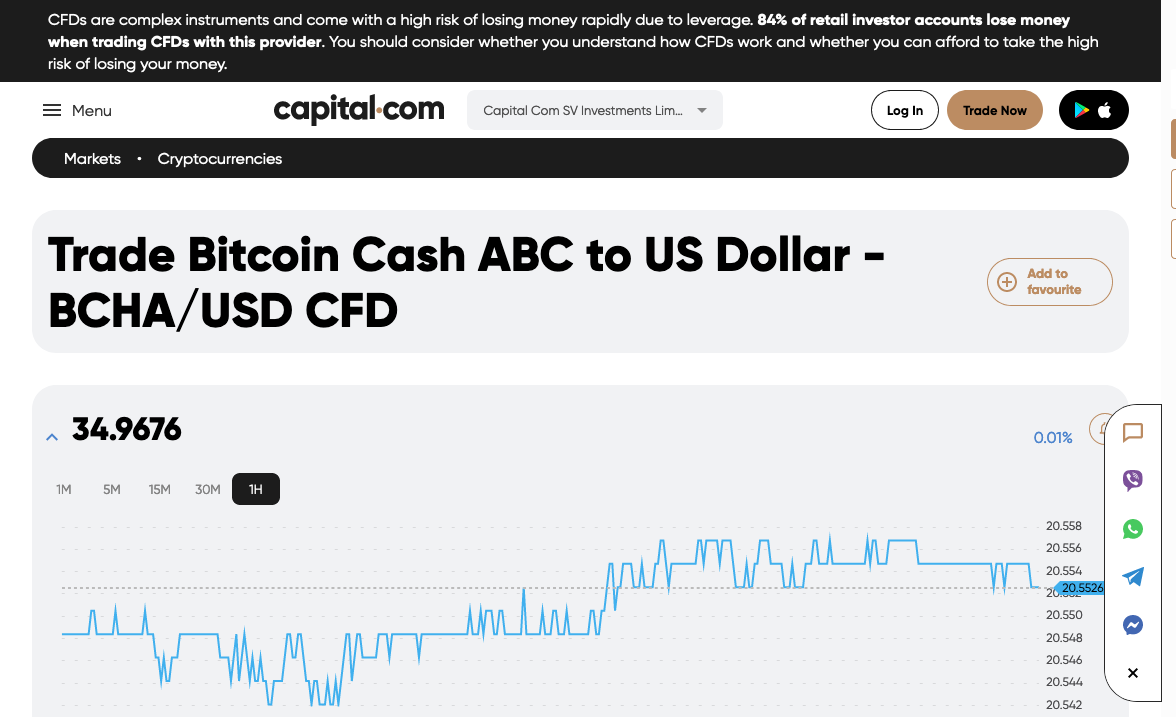 CFDs are complex instruments and come with a high risk of losing money rapidly due to leverage. 84% of retail investor accounts lose money
when trading CFDs with this provider. You should consider whether you understand how CFDs work and whether you can afford to take the high
risk of losing your money.
Menu
capital.com
Capital Com SV Investments Lim...
Log In
Trade Now
Markets • Cryptocurrencies
Trade Bitcoin Cash ABC to US Dollar -
BCHA/USD CFD
Add to
favourite
34.9676
0.01%
1M 5M 15M 30M 1H
20.558
20.556
20.554
20.5526
20.552
20.550
20.548
20.546
20.544
20.542